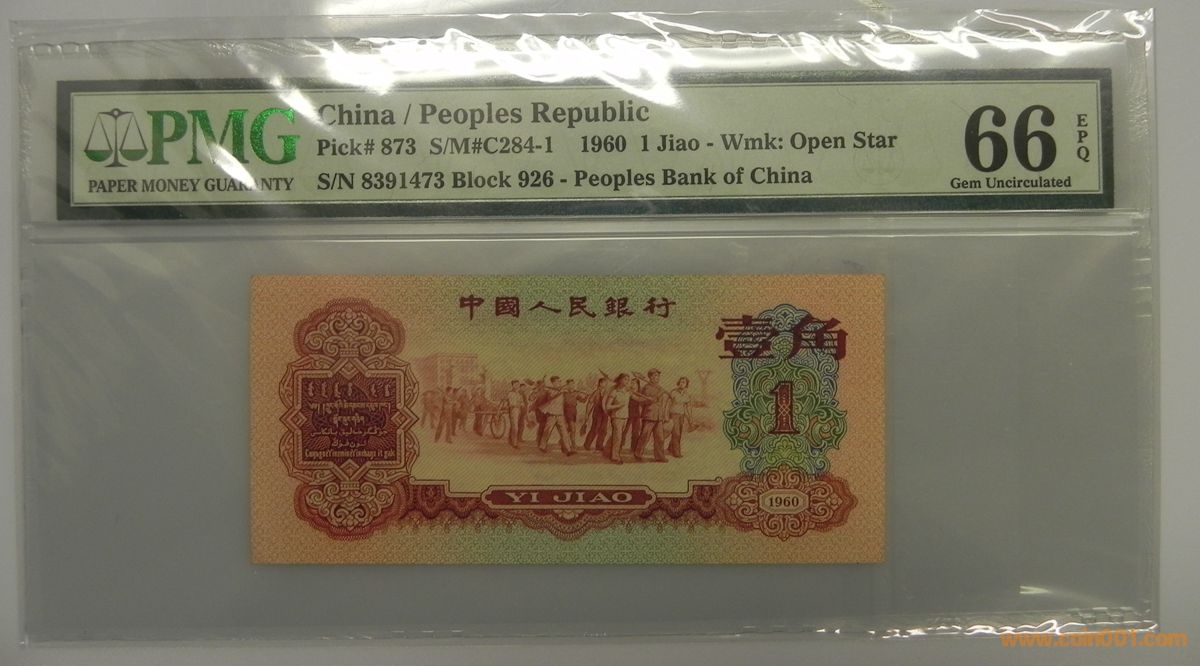 PMG
PAPER MONEY GUARANTY
China / Peoples Republic
Pick# 873 S/M#C284-1 1960 1 Jiao - Wmk: Open Star
S/N 8391473 Block 926 - Peoples Bank of China
66
EPQ
Gem Uncirculated
中國人民銀行
壹角
1
YI JIAO
1960
www.coin001.com